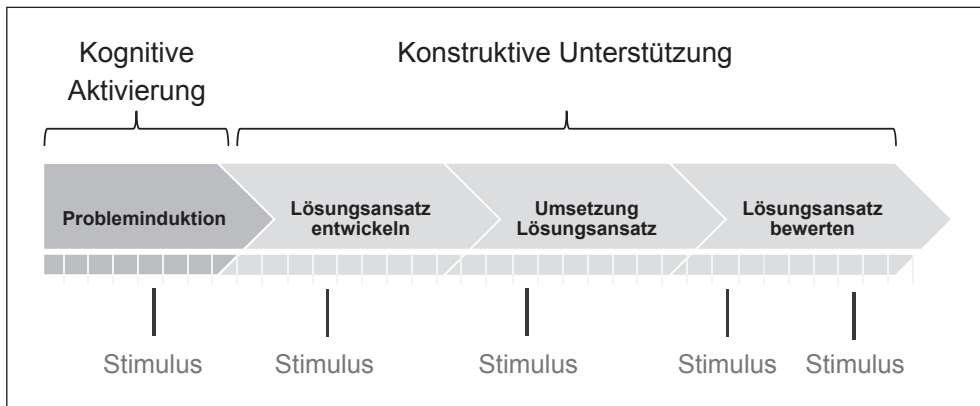 Kognitive
Aktivierung
Konstruktive Unterstützung
Probleminduktion
Lösungsansatz
entwickeln
Umsetzung
Lösungsansatz
Lösungsansatz
bewerten
Stimulus
Stimulus
Stimulus
Stimulus
Stimulus